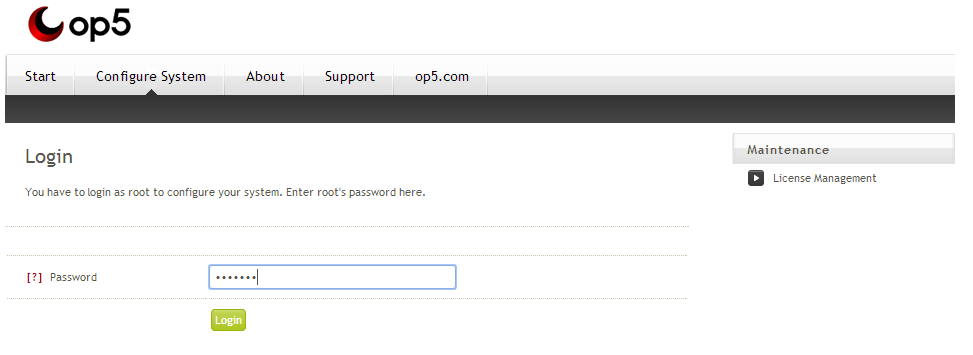 op5
Start Configure System About Support op5.com
Login
You have to login as root to configure your system. Enter root's password here.
[?] Password •••••••
Login
Maintenance
License Management